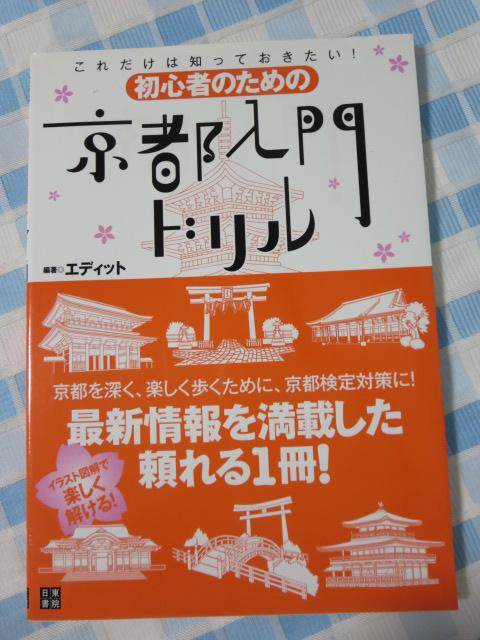 これだけは知っておきたい!
初心者のための
京都入門
ドリル
編著◎エディット
京都を深く、楽しく歩くために、京都検定対策に!
最新情報を満載した
頼れる1冊!
イラスト図解で
楽しく
解ける!
日東
書院